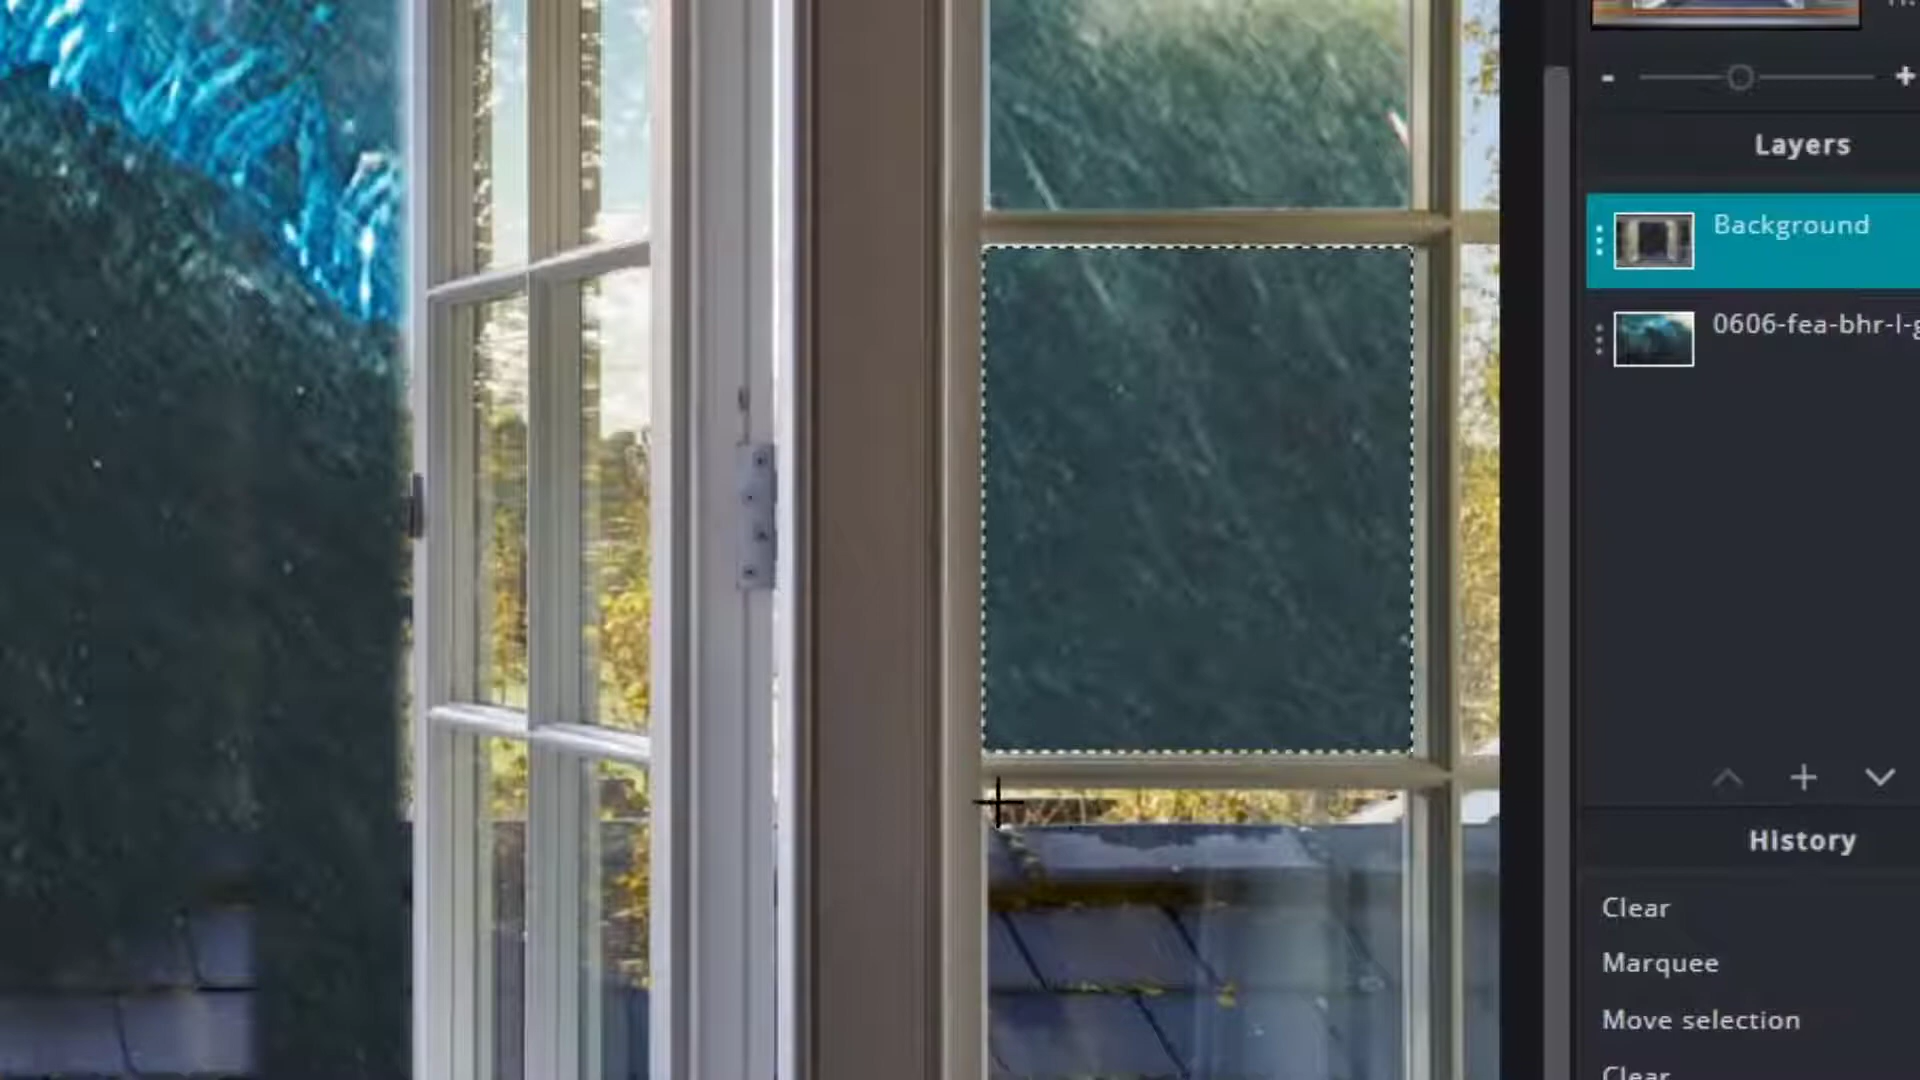 -
+
Layers
Background
0606-fea-bhr-l-g
History
Clear
Marquee
Move selection
Clear